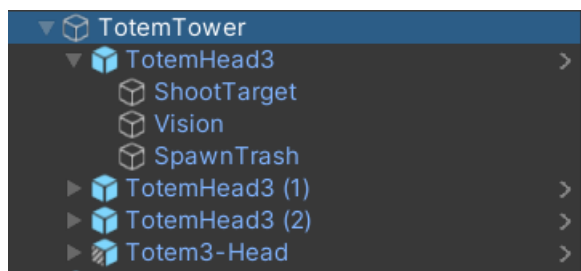 TotemTower
TotemHead3
ShootTarget
Vision
SpawnTrash
TotemHead3 (1)
TotemHead3 (2)
Totem3-Head